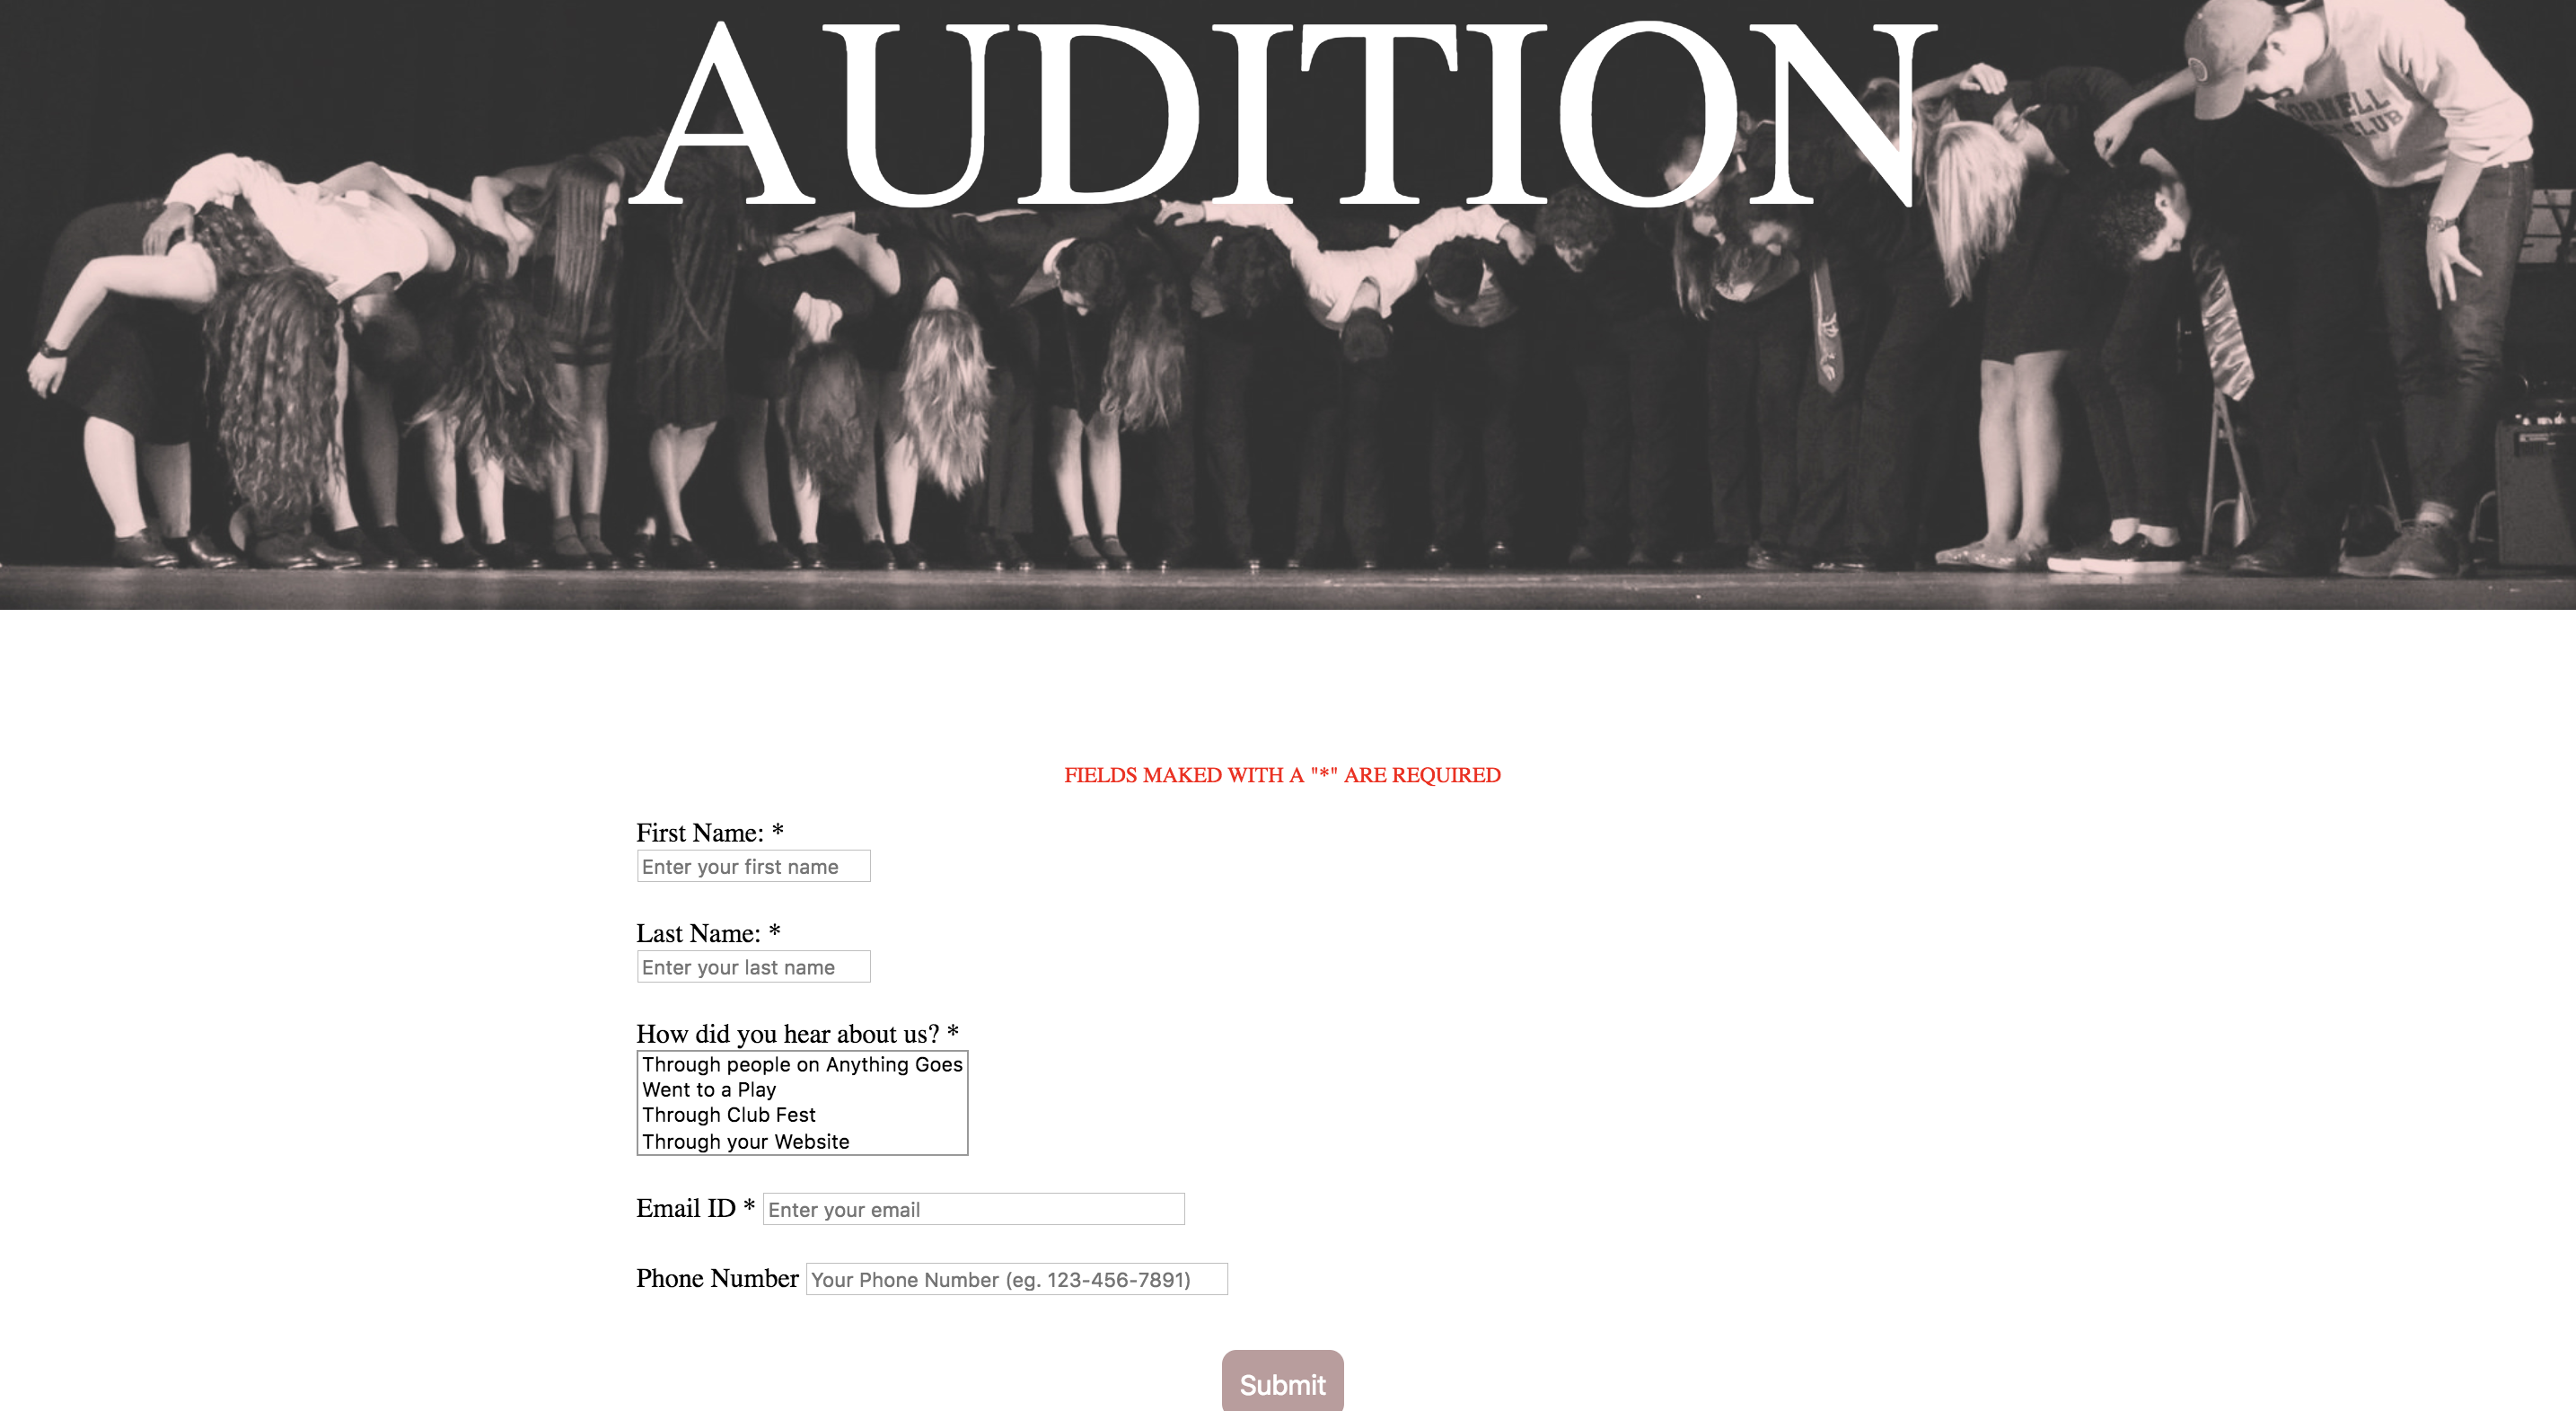 AUDITION
CORNELL
CLUB
FIELDS MAKED WITH A "*" ARE REQUIRED
First Name: *
Enter your first name
Last Name: *
Enter your last name
How did you hear about us? *
Through people on Anything Goes
Went to a Play
Through Club Fest
Through your Website
Email ID * Enter your email
Phone Number Your Phone Number (eg. 123-456-7891)
Submit